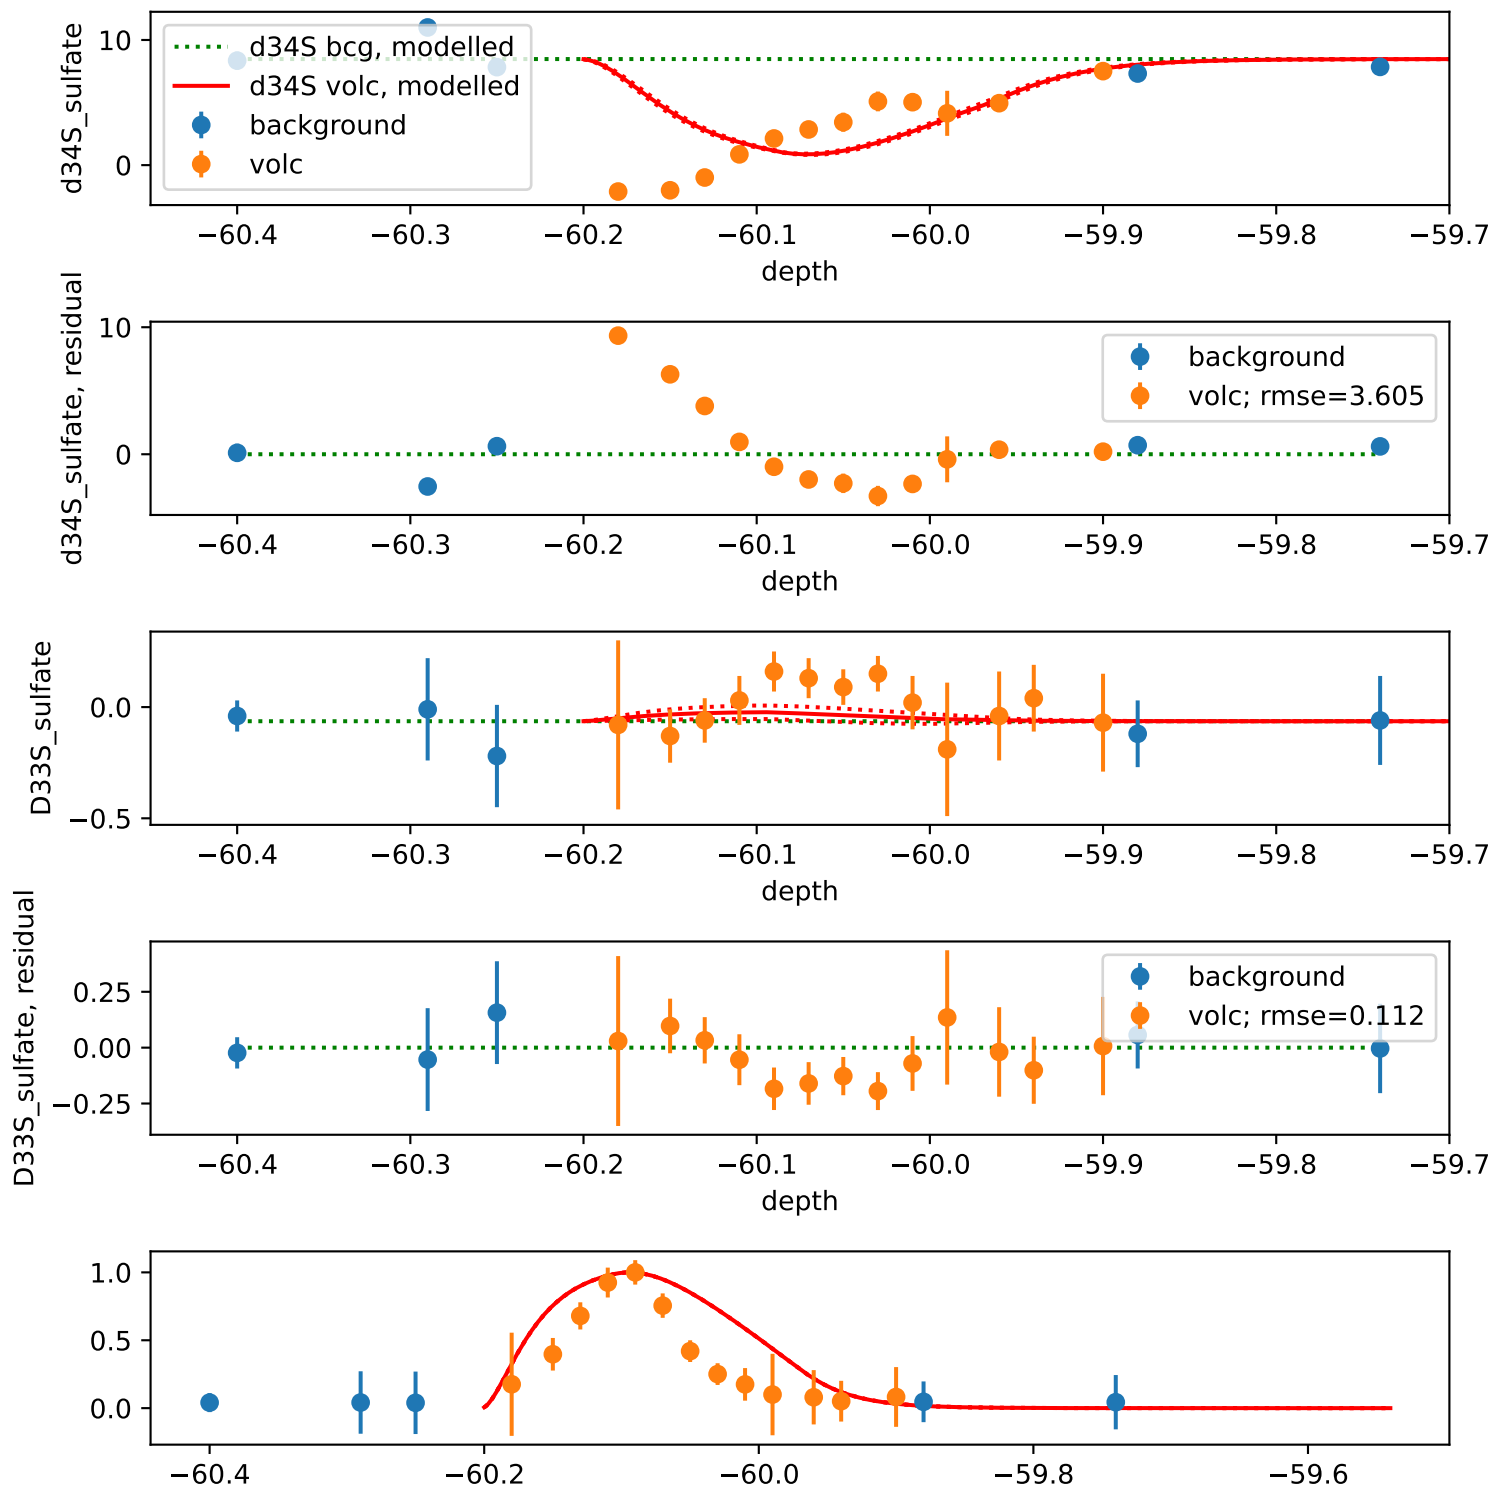 d34S_sulfate
10
0
d34S bcg, modelled
d34S volc, modelled
background
volc
−60.4 −60.3 −60.2 −60.1 −60.0 −59.9 −59.8 −59.7
depth
d34S_sulfate, residual
10
0
background
volc; rmse=3.605
−60.4 −60.3 −60.2 −60.1 −60.0 −59.9 −59.8 −59.7
depth
D33S_sulfate
0.0
−0.5
−60.4 −60.3 −60.2 −60.1 −60.0 −59.9 −59.8 −59.7
depth
D33S_sulfate, residual
0.25
0.00
−0.25
background
volc; rmse=0.112
−60.4 −60.3 −60.2 −60.1 −60.0 −59.9 −59.8 −59.7
depth
1.0
0.5
0.0
−60.4 −60.2 −60.0 −59.8 −59.6